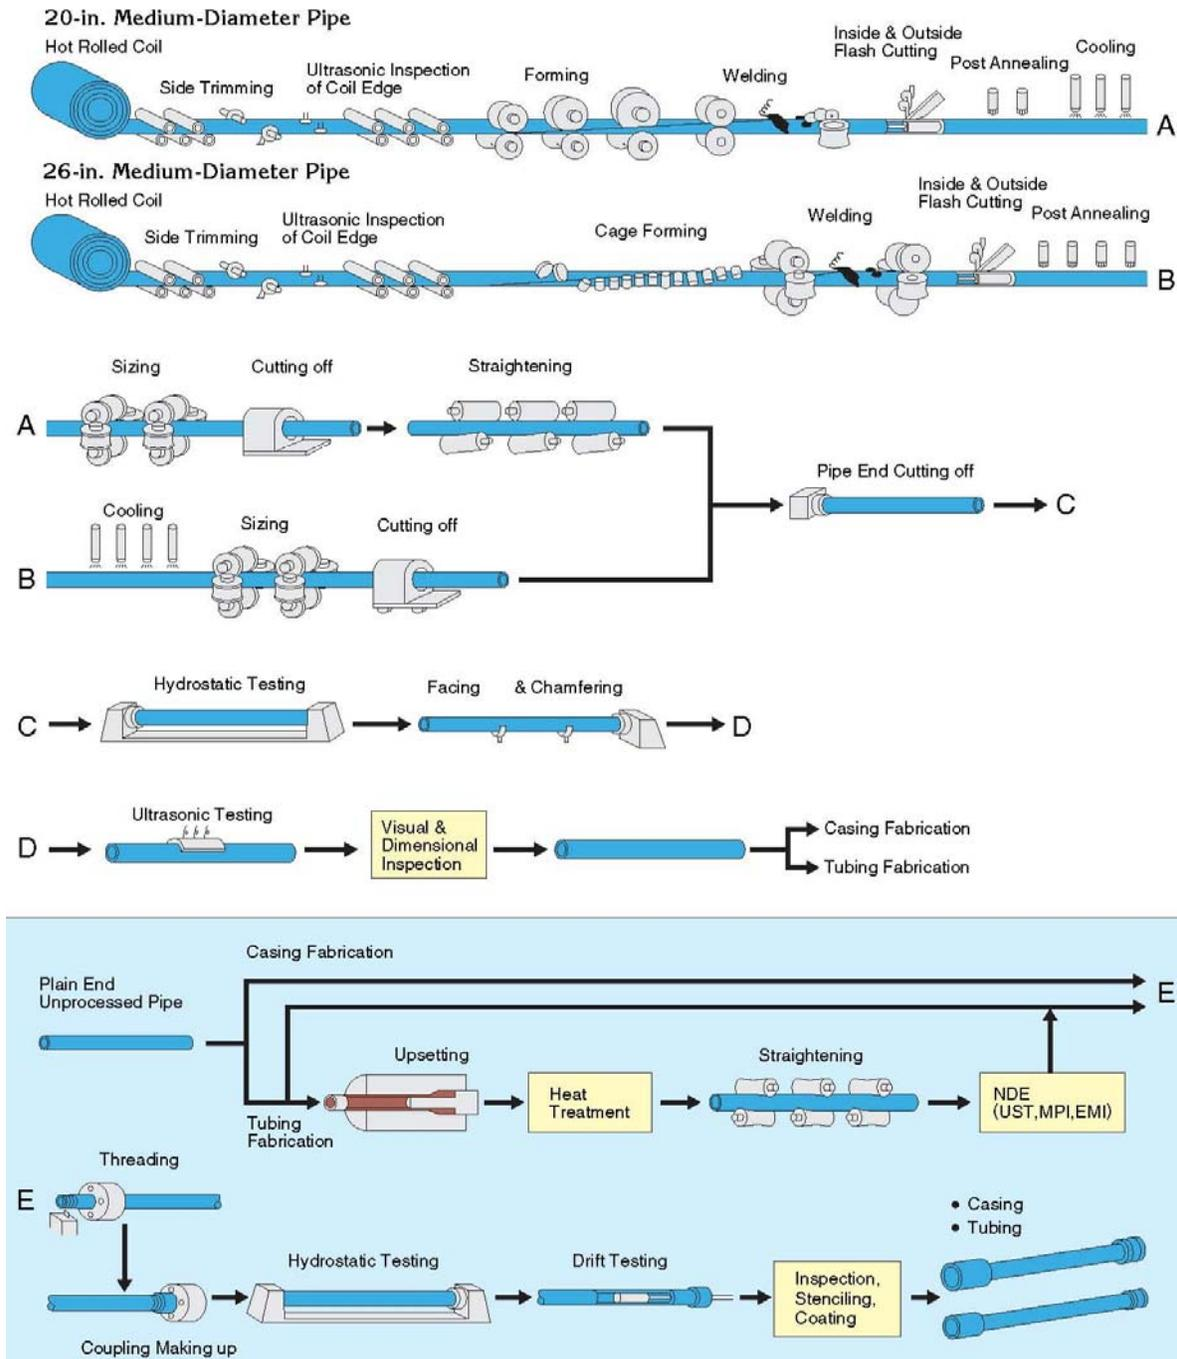 20-in. Medium-Diameter Pipe
Hot Rolled Coil
Side Trimming
Ultrasonic Inspection
of Coil Edge
Forming
Welding
Inside & Outside
Flash Cutting
Post Annealing
Cooling
A
26-in. Medium-Diameter Pipe
Hot Rolled Coil
Side Trimming
Ultrasonic Inspection
of Coil Edge
Cage Forming
Welding
Inside & Outside
Flash Cutting
Post Annealing
B
Sizing
Cutting off
Straightening
A
Pipe End Cutting off
C
Cooling
Sizing
Cutting off
B
Hydrostatic Testing
Facing & Chamfering
C
D
Ultrasonic Testing
D
Visual &
Dimensional
Inspection
Casing Fabrication
Tubing Fabrication
Casing Fabrication
Plain End
Unprocessed Pipe
E
Upsetting
Heat
Treatment
Straightening
NDE
(UST,MPI,EMI)
Tubing
Fabrication
Threading
E
Coupling Making up
Hydrostatic Testing
Drift Testing
Inspection,
Stenciling,
Coating
• Casing
• Tubing